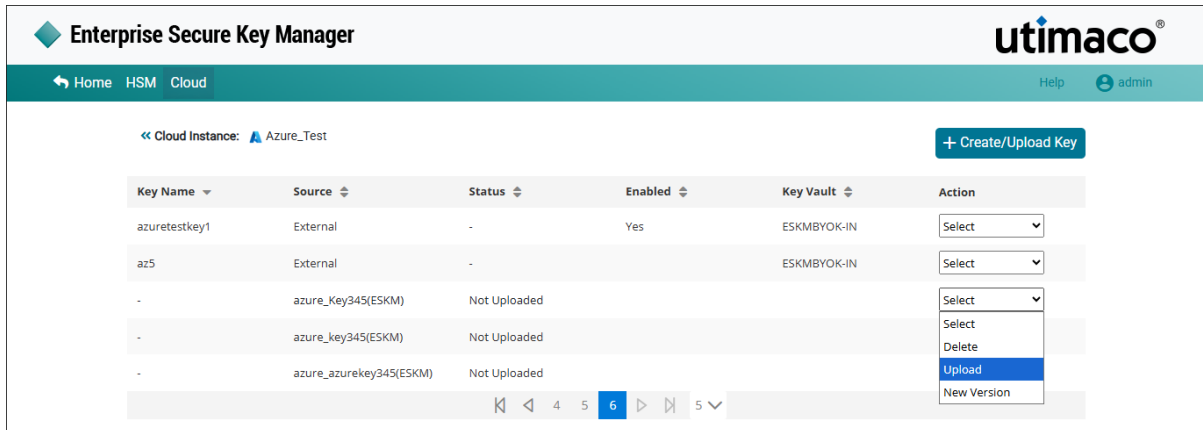 Enterprise Secure Key Manager
utimaco®
Home HSM Cloud Help admin
« Cloud Instance: Azure_Test
+ Create/Upload Key
Key Name Source Status Enabled Key Vault Action
azuretestkey1 External - Yes ESKMBYOK-IN Select
az5 External - ESKMBYOK-IN Select
- azure_Key345(ESKM) Not Uploaded Select
Select
- azure_key345(ESKM) Not Uploaded
Delete
Upload
- azure_azurekey345(ESKM) Not Uploaded
New Version
4 5 6 5